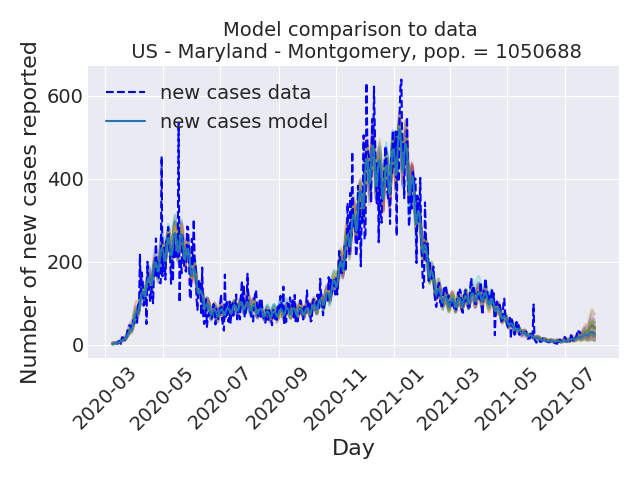 Model comparison to data
US - Maryland - Montgomery, pop. = 1050688
Number of new cases reported
600
400
200
0
new cases data
new cases model
2020-03
2020-05
2020-07
2020-09
2020-11
2021-01
2021-03
2021-05
2021-07
Day